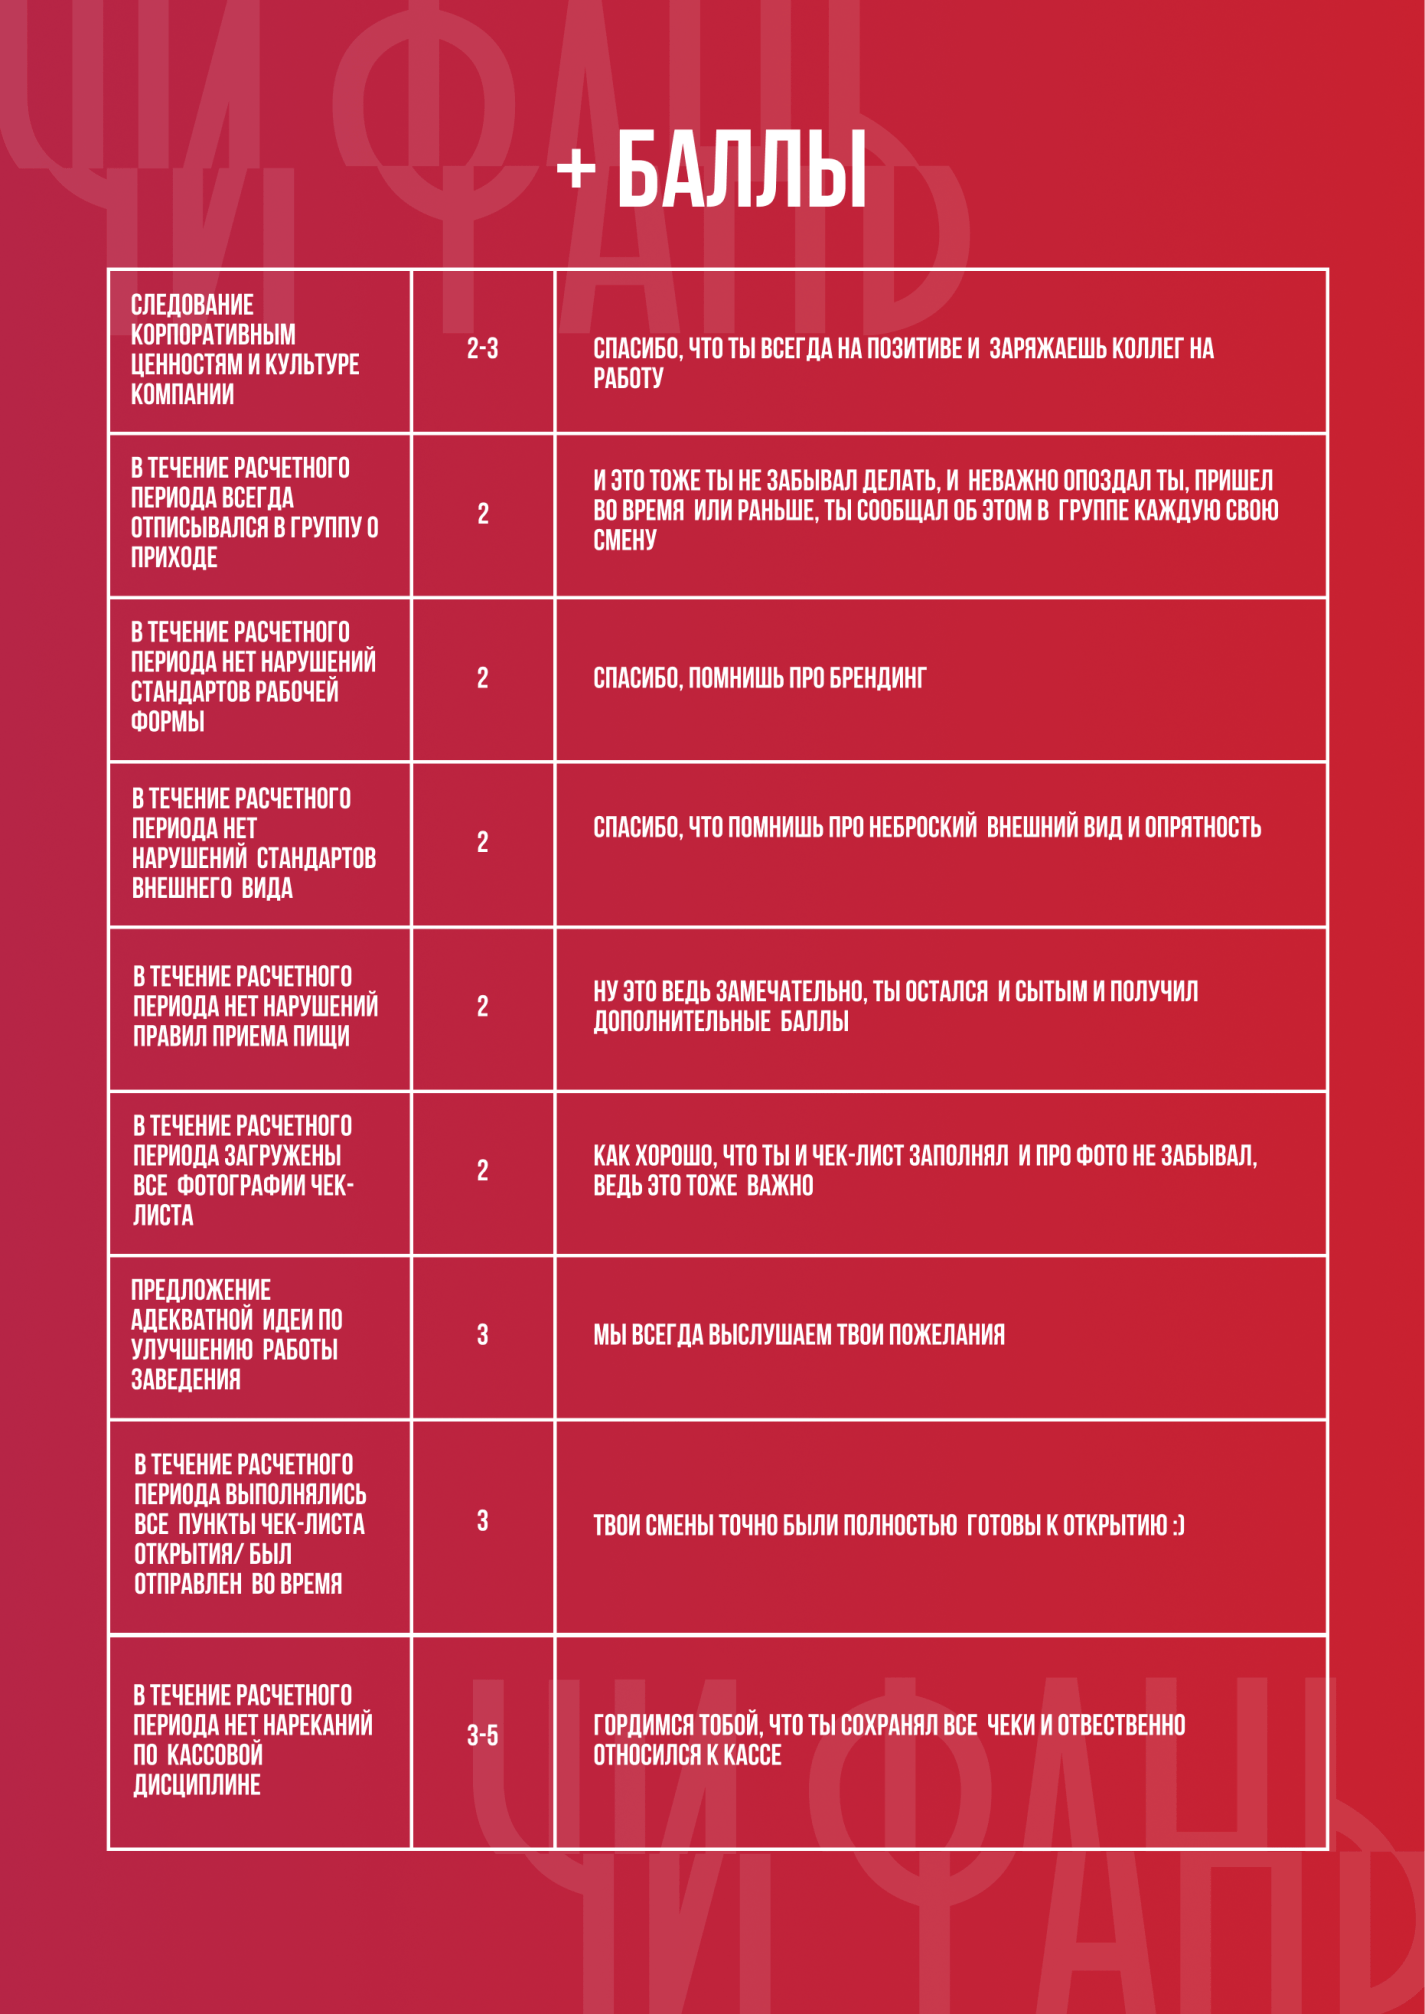 ЧИ ФАНЬ
ЧИ ФАНЬ
+ БАЛЛЫ
СЛЕДОВАНИЕ
КОРПОРАТИВНЫМ
ЦЕННОСТЯМ И КУЛЬТУРЕ
КОМПАНИИ
2-3
СПАСИБО, ЧТО ТЫ ВСЕГДА НА ПОЗИТИВЕ И ЗАРЯЖАЕШЬ КОЛЛЕГ НА
РАБОТУ
В ТЕЧЕНИЕ РАСЧЕТНОГО
ПЕРИОДА ВСЕГДА
ОТПИСЫВАЛСЯ В ГРУППУ О
ПРИХОДЕ
2
И ЭТО ТОЖЕ ТЫ НЕ ЗАБЫВАЛ ДЕЛАТЬ, И НЕВАЖНО ОПОЗДАЛ ТЫ, ПРИШЕЛ
ВО ВРЕМЯ ИЛИ РАНЬШЕ, ТЫ СООБЩАЛ ОБ ЭТОМ В ГРУППЕ КАЖДУЮ СВОЮ
СМЕНУ
В ТЕЧЕНИЕ РАСЧЕТНОГО
ПЕРИОДА НЕТ НАРУШЕНИЙ
СТАНДАРТОВ РАБОЧЕЙ
ФОРМЫ
2
СПАСИБО, ПОМНИШЬ ПРО БРЕНДИНГ
В ТЕЧЕНИЕ РАСЧЕТНОГО
ПЕРИОДА НЕТ
НАРУШЕНИЙ СТАНДАРТОВ
ВНЕШНЕГО ВИДА
2
СПАСИБО, ЧТО ПОМНИШЬ ПРО НЕБРОСКИЙ ВНЕШНИЙ ВИД И ОПРЯТНОСТЬ
В ТЕЧЕНИЕ РАСЧЕТНОГО
ПЕРИОДА НЕТ НАРУШЕНИЙ
ПРАВИЛ ПРИЕМА ПИЩИ
2
НУ ЭТО ВЕДЬ ЗАМЕЧАТЕЛЬНО, ТЫ ОСТАЛСЯ И СЫТЫМ И ПОЛУЧИЛ
ДОПОЛНИТЕЛЬНЫЕ БАЛЛЫ
В ТЕЧЕНИЕ РАСЧЕТНОГО
ПЕРИОДА ЗАГРУЖЕНЫ
ВСЕ ФОТОГРАФИИ ЧЕК-
ЛИСТА
2
КАК ХОРОШО, ЧТО ТЫ И ЧЕК-ЛИСТ ЗАПОЛНЯЛ И ПРО ФОТО НЕ ЗАБЫВАЛ,
ВЕДЬ ЭТО ТОЖЕ ВАЖНО
ПРЕДЛОЖЕНИЕ
АДЕКВАТНОЙ ИДЕИ ПО
УЛУЧШЕНИЮ РАБОТЫ
ЗАВЕДЕНИЯ
3
МЫ ВСЕГДА ВЫСЛУШАЕМ ТВОИ ПОЖЕЛАНИЯ
В ТЕЧЕНИЕ РАСЧЕТНОГО
ПЕРИОДА ВЫПОЛНЯЛИСЬ
ВСЕ ПУНКТЫ ЧЕК-ЛИСТА
ОТКРЫТИЯ/ БЫЛ
ОТПРАВЛЕН ВО ВРЕМЯ
3
ТВОИ СМЕНЫ ТОЧНО БЫЛИ ПОЛНОСТЬЮ ГОТОВЫ К ОТКРЫТИЮ :)
В ТЕЧЕНИЕ РАСЧЕТНОГО
ПЕРИОДА НЕТ НАРЕКАНИЙ
ПО КАССОВОЙ
ДИСЦИПЛИНЕ
3-5
ГОРДИМСЯ ТОБОЙ, ЧТО ТЫ СОХРАНЯЛ ВСЕ ЧЕКИ И ОТВЕСТВЕННО
ОТНОСИЛСЯ К КАССЕ
ЧИ ФАНЬ
ЧИ ФАНЬ